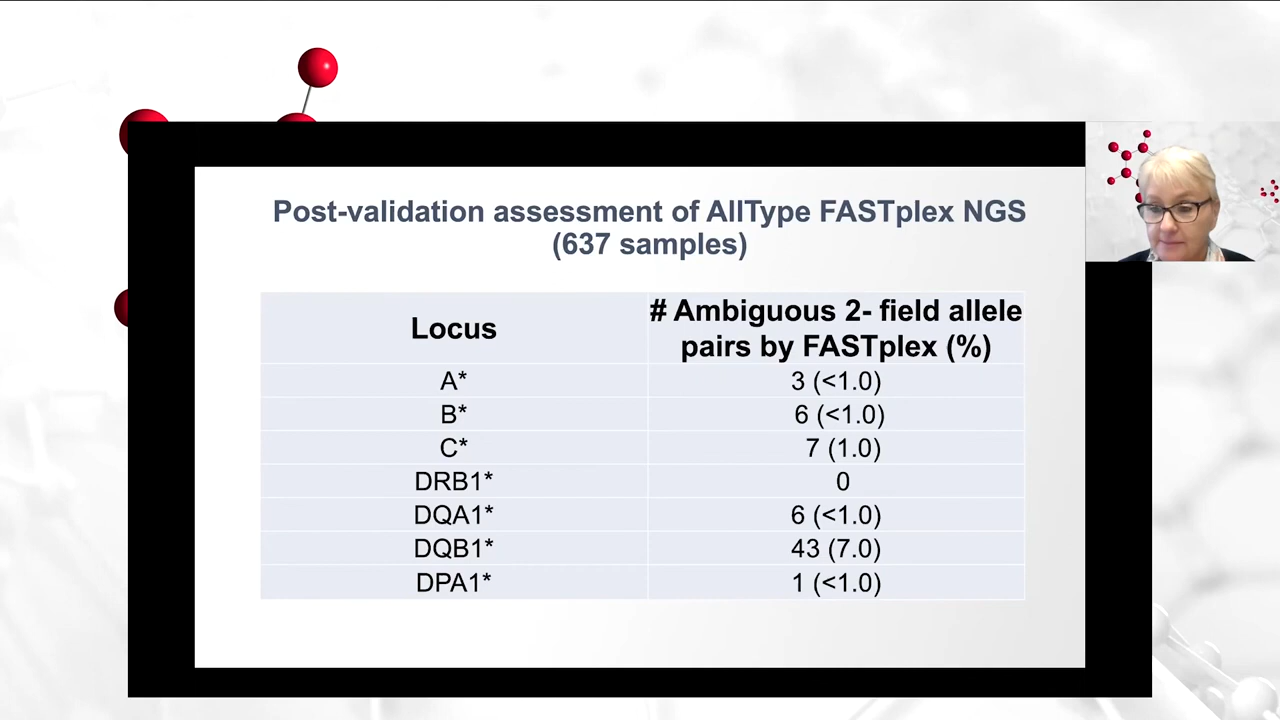 Post-validation assessment of AllType FASTplex NGS
(637 samples)
Locus
# Ambiguous 2- field allele
pairs by FASTplex (%)
A* 3 (<1.0)
B* 6 (<1.0)
C* 7 (1.0)
DRB1* 0
DQA1* 6 (<1.0)
DQB1* 43 (7.0)
DPA1* 1 (<1.0)